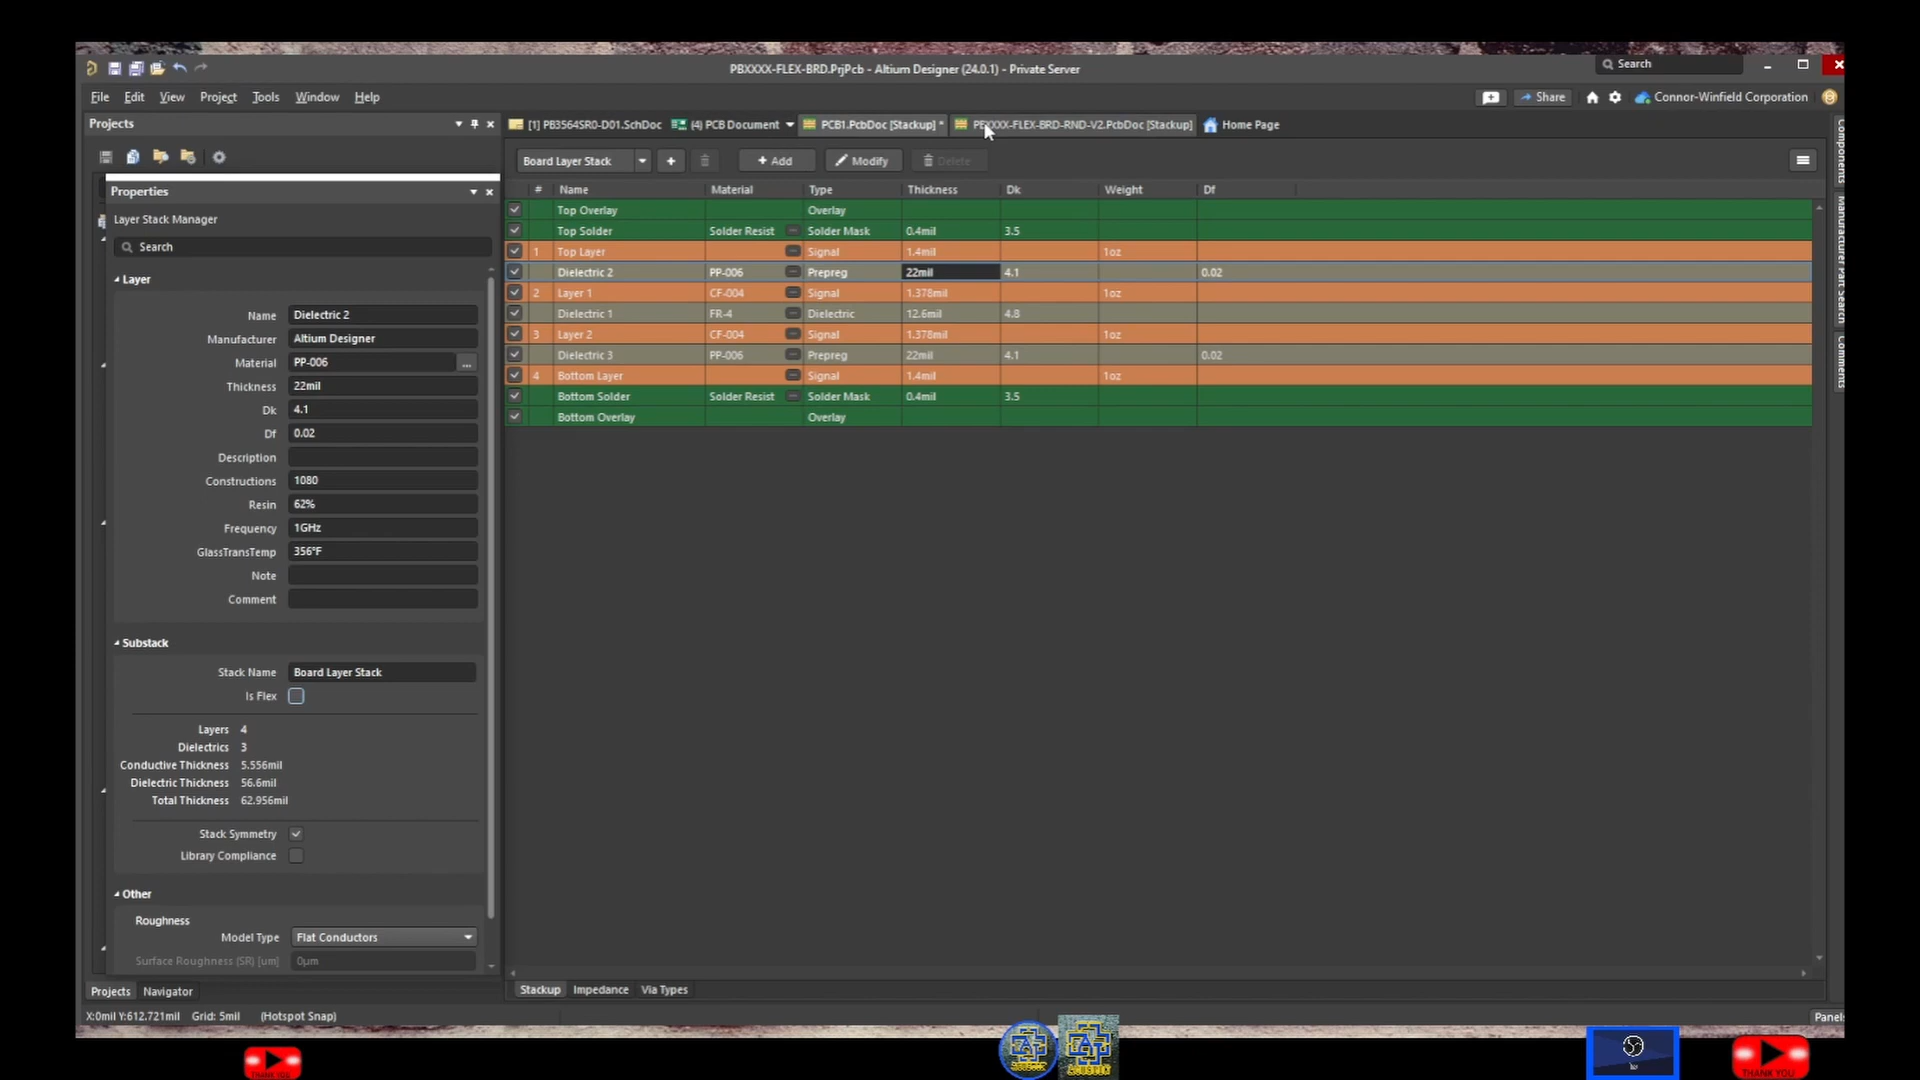 PBXXXX-FLEX-BRD.PrjPcb - Altium Designer (24.0.1) - Private Server
Search
File Edit View Project Tools Window Help
Share
Connor-Winfield Corporation
Projects
[1] PB3564SR0-D01.SchDoc
(4) PCB Document
PCB1.PcbDoc [Stackup] *
PBXXXX-FLEX-BRD-RND-V2.PcbDoc [Stackup]
Home Page
Components
Manufacturer Part Search
Comments
Board Layer Stack
+ Add
Modify
Delete
Properties
Layer Stack Manager
Search
Layer
Name Dielectric 2
Manufacturer Altium Designer
Material PP-006 ...
Thickness 22mil
Dk 4.1
Df 0.02
Description
Constructions 1080
Resin 62%
Frequency 1GHz
GlassTransTemp 356°F
Note
Comment
Substack
Stack Name Board Layer Stack
Is Flex
Layers 4
Dielectrics 3
Conductive Thickness 5.556mil
Dielectric Thickness 56.6mil
Total Thickness 62.956mil
Stack Symmetry
Library Compliance
Other
Roughness
Model Type Flat Conductors
Surface Roughness (SR) [um] 0µm
# Name Material Type Thickness Dk Weight Df
Top Overlay Overlay
Top Solder Solder Resist Solder Mask 0.4mil 3.5
1 Top Layer Signal 1.4mil 1oz
Dielectric 2 PP-006 Prepreg 22mil 4.1 0.02
2 Layer 1 CF-004 Signal 1.378mil 1oz
Dielectric 1 FR-4 Dielectric 12.6mil 4.8
3 Layer 2 CF-004 Signal 1.378mil 1oz
Dielectric 3 PP-006 Prepreg 22mil 4.1 0.02
4 Bottom Layer Signal 1.4mil 1oz
Bottom Solder Solder Resist Solder Mask 0.4mil 3.5
Bottom Overlay Overlay
Projects Navigator
Stackup Impedance Via Types
X:0mil Y:612.721mil Grid: 5mil (Hotspot Snap)
Panels
THANK YOU
THANK YOU